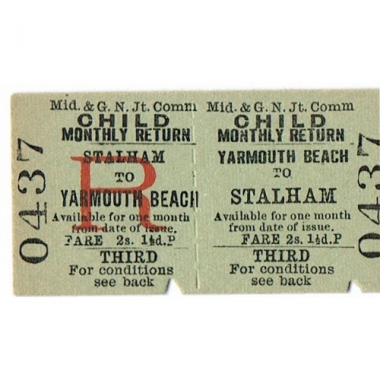 0437
Mid. & G. N. Jt. Comm
CHILD
MONTHLY RETURN
STALHAM
TO
YARMOUTH BEACH
R
Available for one month
from date of issue.
FARE 2s. 1½d.P
THIRD
For conditions
see back
Mid. & G. N. Jt. Comm
CHILD
MONTHLY RETURN
YARMOUTH BEACH
TO
STALHAM
Available for one month
from date of issue.
FARE 2s. 1½d.P
THIRD
For conditions
see back
0437